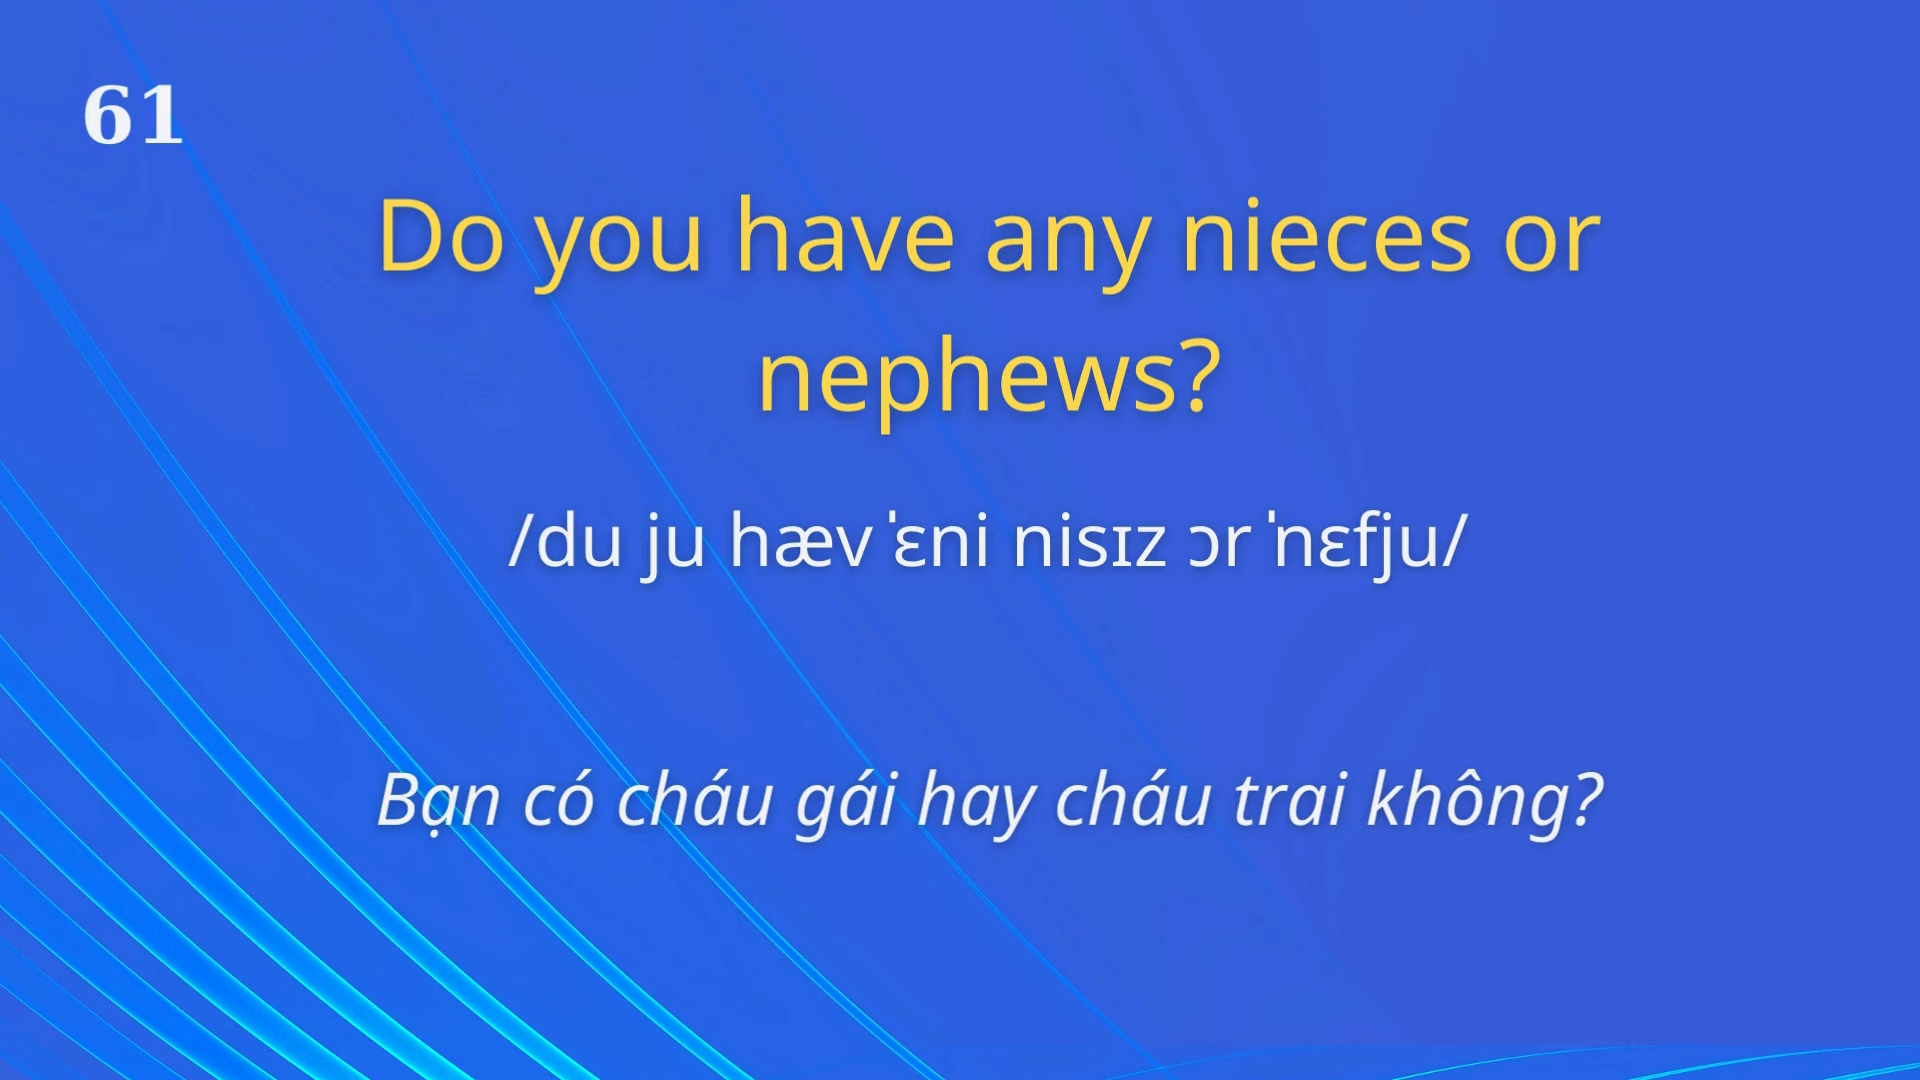 61
Do you have any nieces or
nephews?
/du ju hæv ˈɛni nisɪz ɔr ˈnɛfju/
Bạn có cháu gái hay cháu trai không?